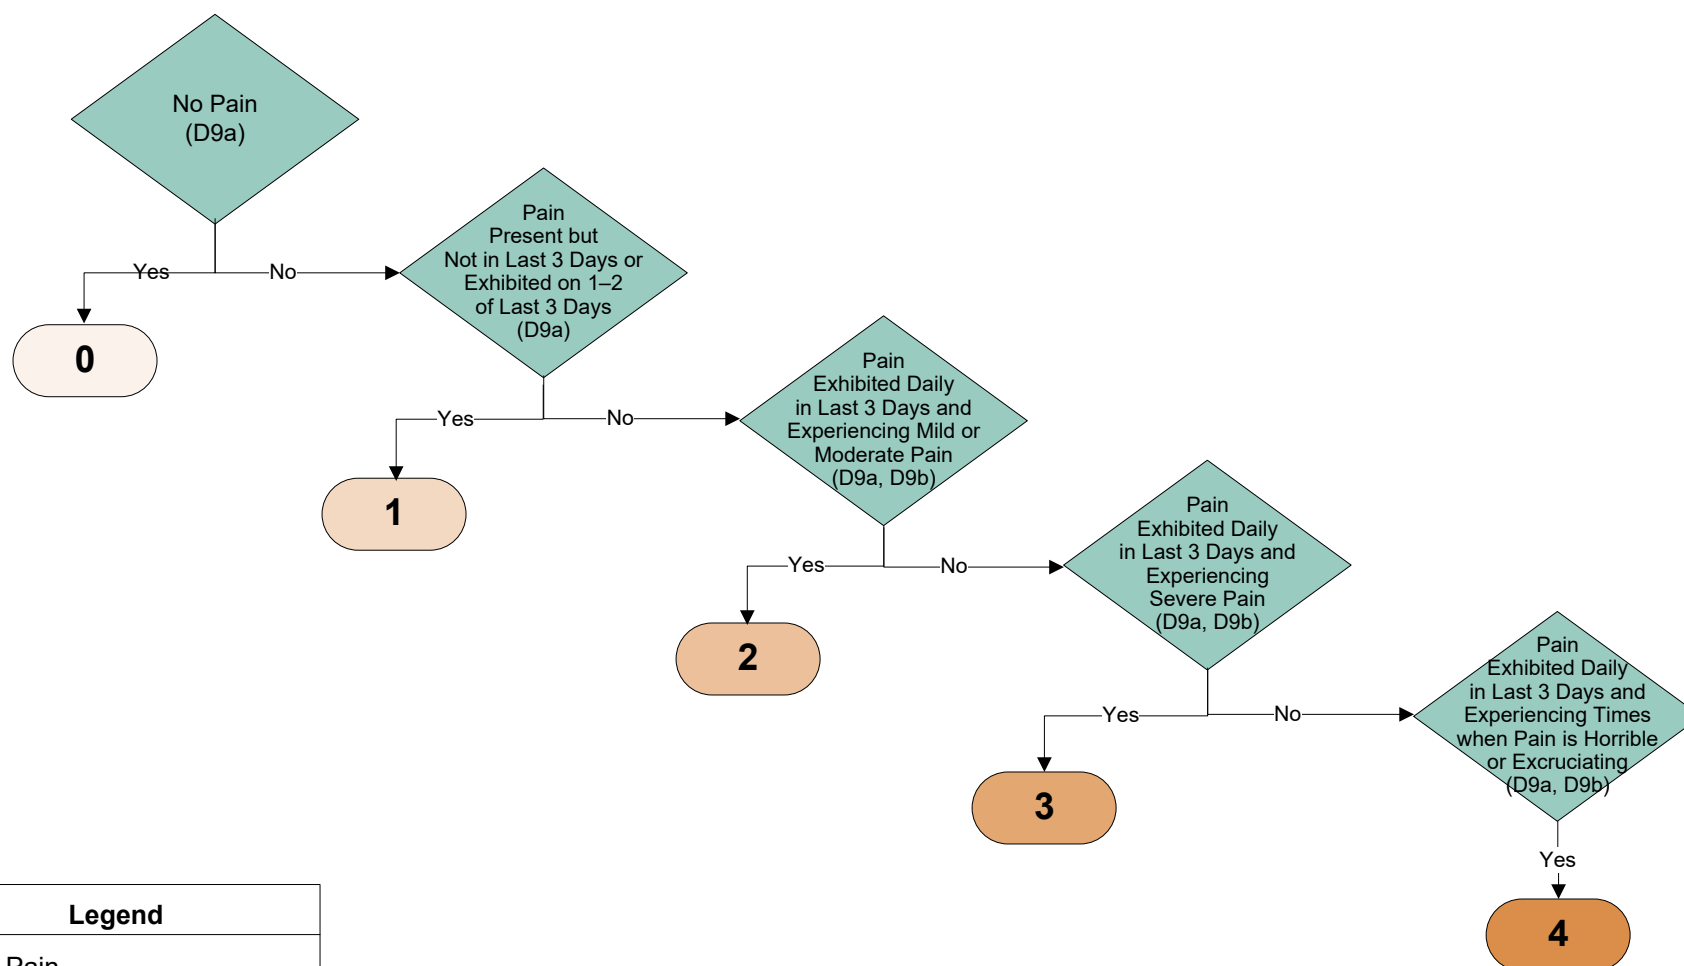 No Pain
(D9a)
Yes
No
0
Pain
Present but
Not in Last 3 Days or
Exhibited on 1–2
of Last 3 Days
(D9a)
Yes
No
1
Pain
Exhibited Daily
in Last 3 Days and
Experiencing Mild or
Moderate Pain
(D9a, D9b)
Yes
No
2
Pain
Exhibited Daily
in Last 3 Days and
Experiencing
Severe Pain
(D9a, D9b)
Yes
No
3
Pain
Exhibited Daily
in Last 3 Days and
Experiencing Times
when Pain is Horrible
or Excruciating
(D9a, D9b)
Yes
4
Legend
Pain